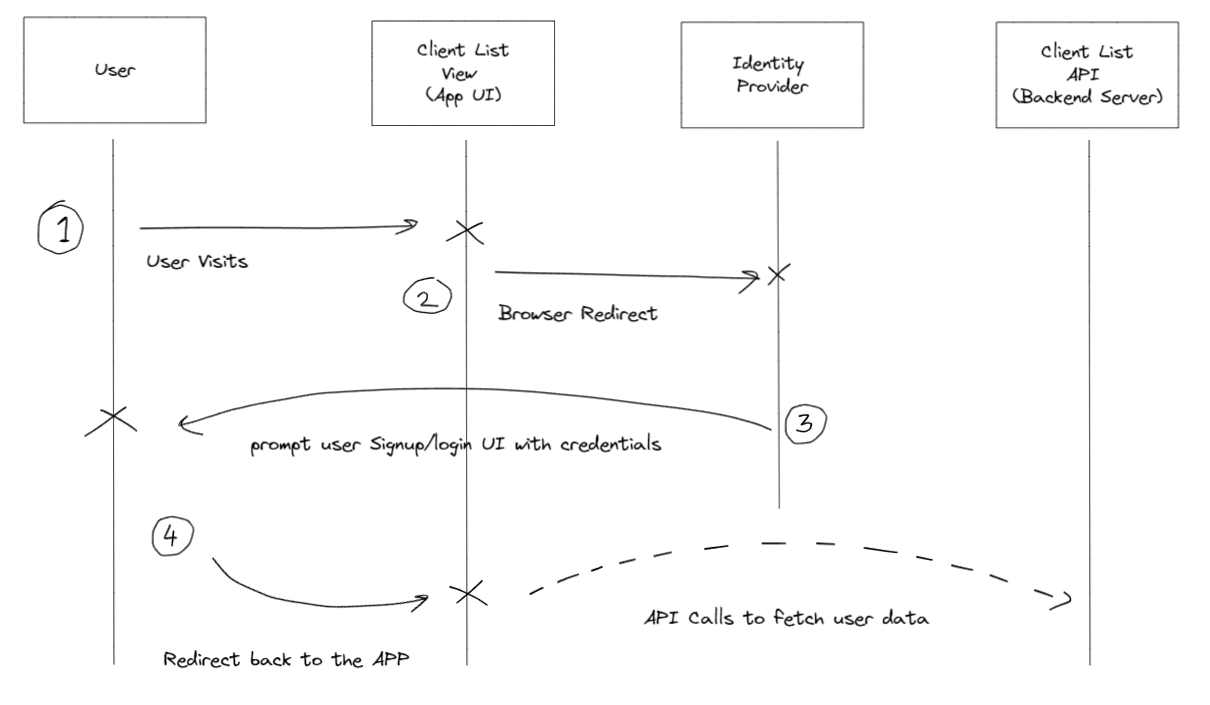 User
Client List
View
(App UI)
Identity
Provider
Client List
API
(Backend Server)
1
User Visits
2
Browser Redirect
3
prompt user Signup/login UI with credentials
4
API Calls to fetch user data
Redirect back to the APP